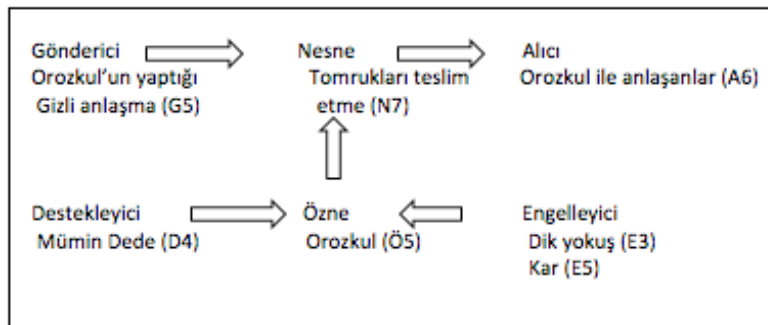 Gönderici Nesne Alıcı
Orozkul'un yaptığı Tomrukları teslim Orozkul ile anlaşanlar (A6)
Gizli anlaşma (G5) etme (N7)
Destekleyici Özne Engelleyici
Mümin Dede (D4) Orozkul (Ö5) Dik yokuş (E3)
Kar (E5)